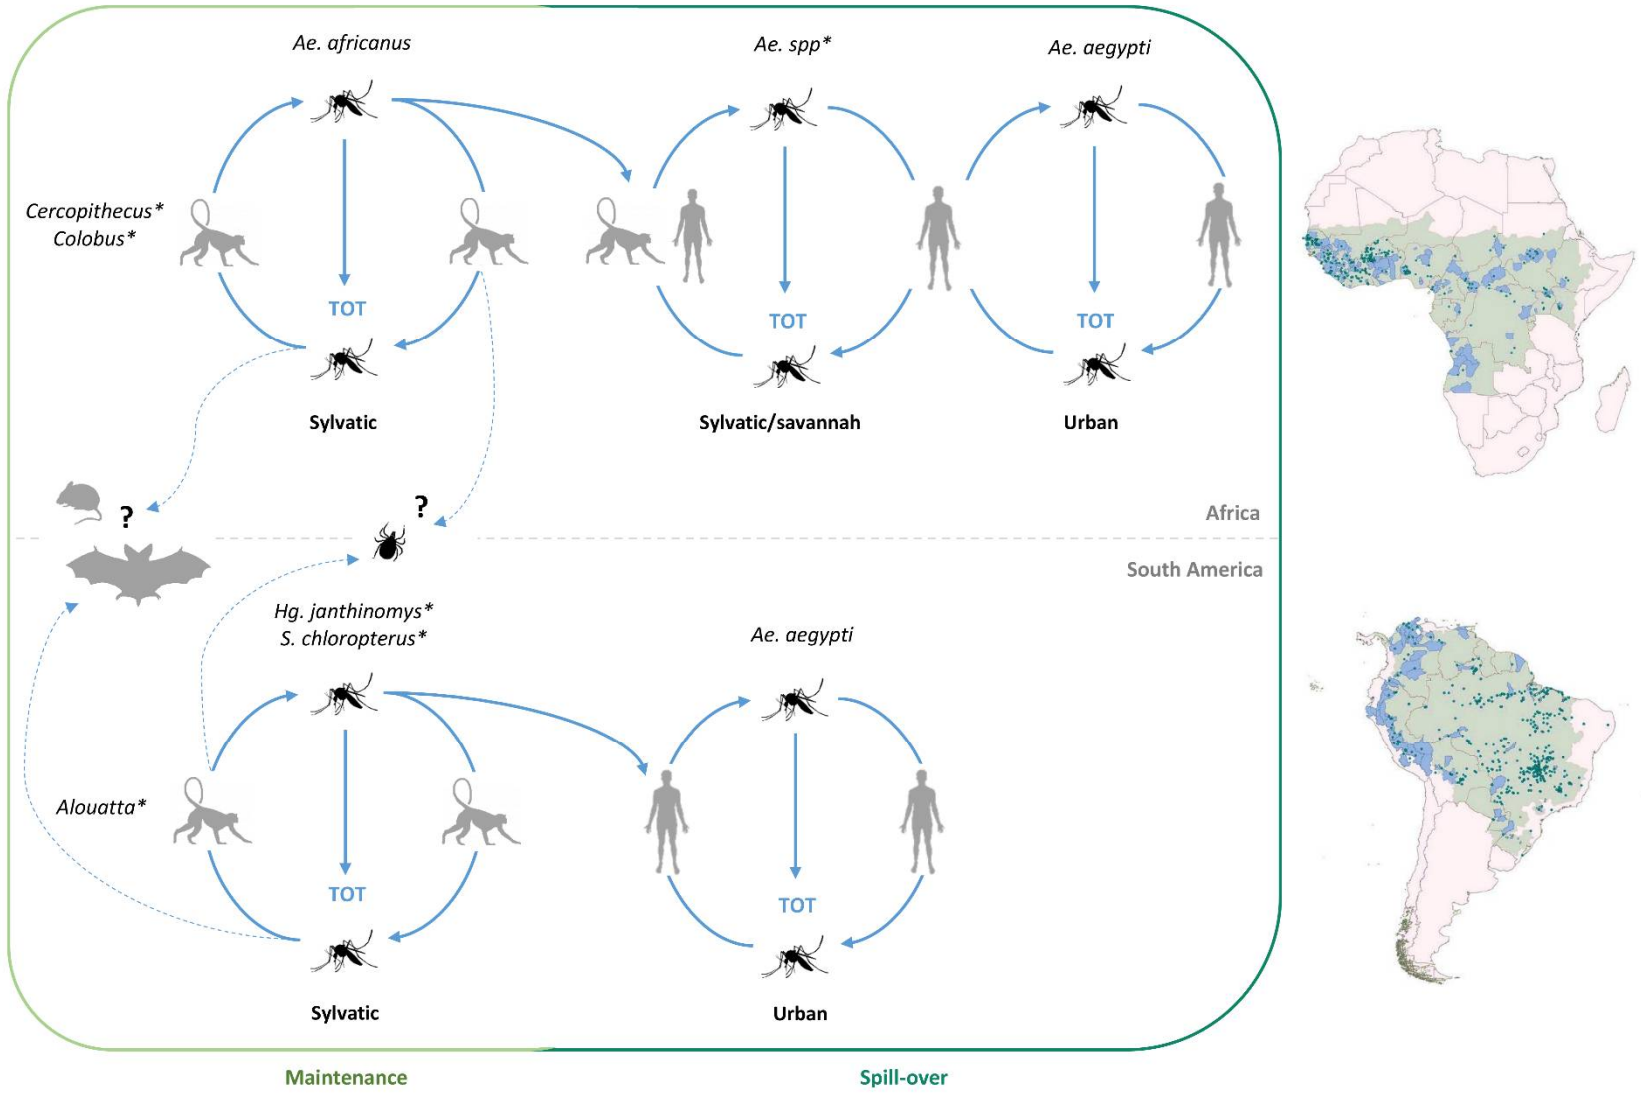 Ae. africanus
Ae. spp*
Ae. aegypti
Cercopithecus*
Colobus*
TOT
TOT
TOT
Sylvatic
Sylvatic/savannah
Urban
?
?
Africa
South America
Hg. janthinomys*
S. chloropterus*
Ae. aegypti
Alouatta*
TOT
TOT
Sylvatic
Urban
Maintenance
Spill-over